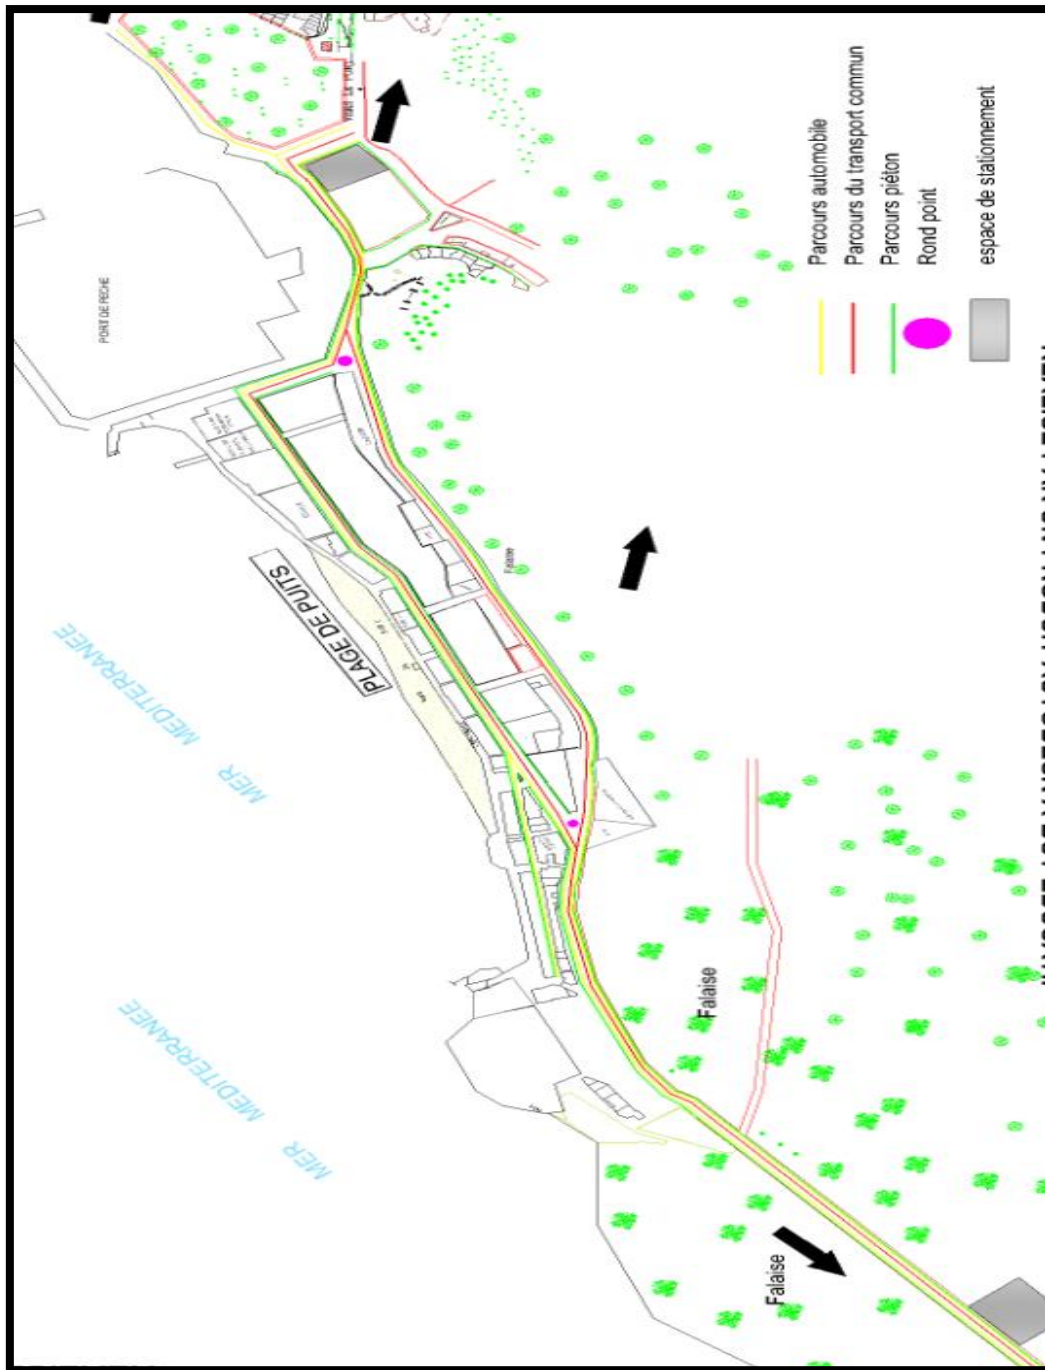 PORT DE PECHE
Parcours automobile
Parcours du transport commun
Parcours piéton
Rond point
espace de stationnement
Falaise
PLAGE DE PUITS
MER MEDITERRANEE
Falaise
MER MEDITERRANEE
Falaise